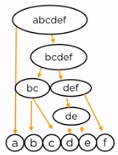 abcdef
bcdef
bc def
de
a b c d e f